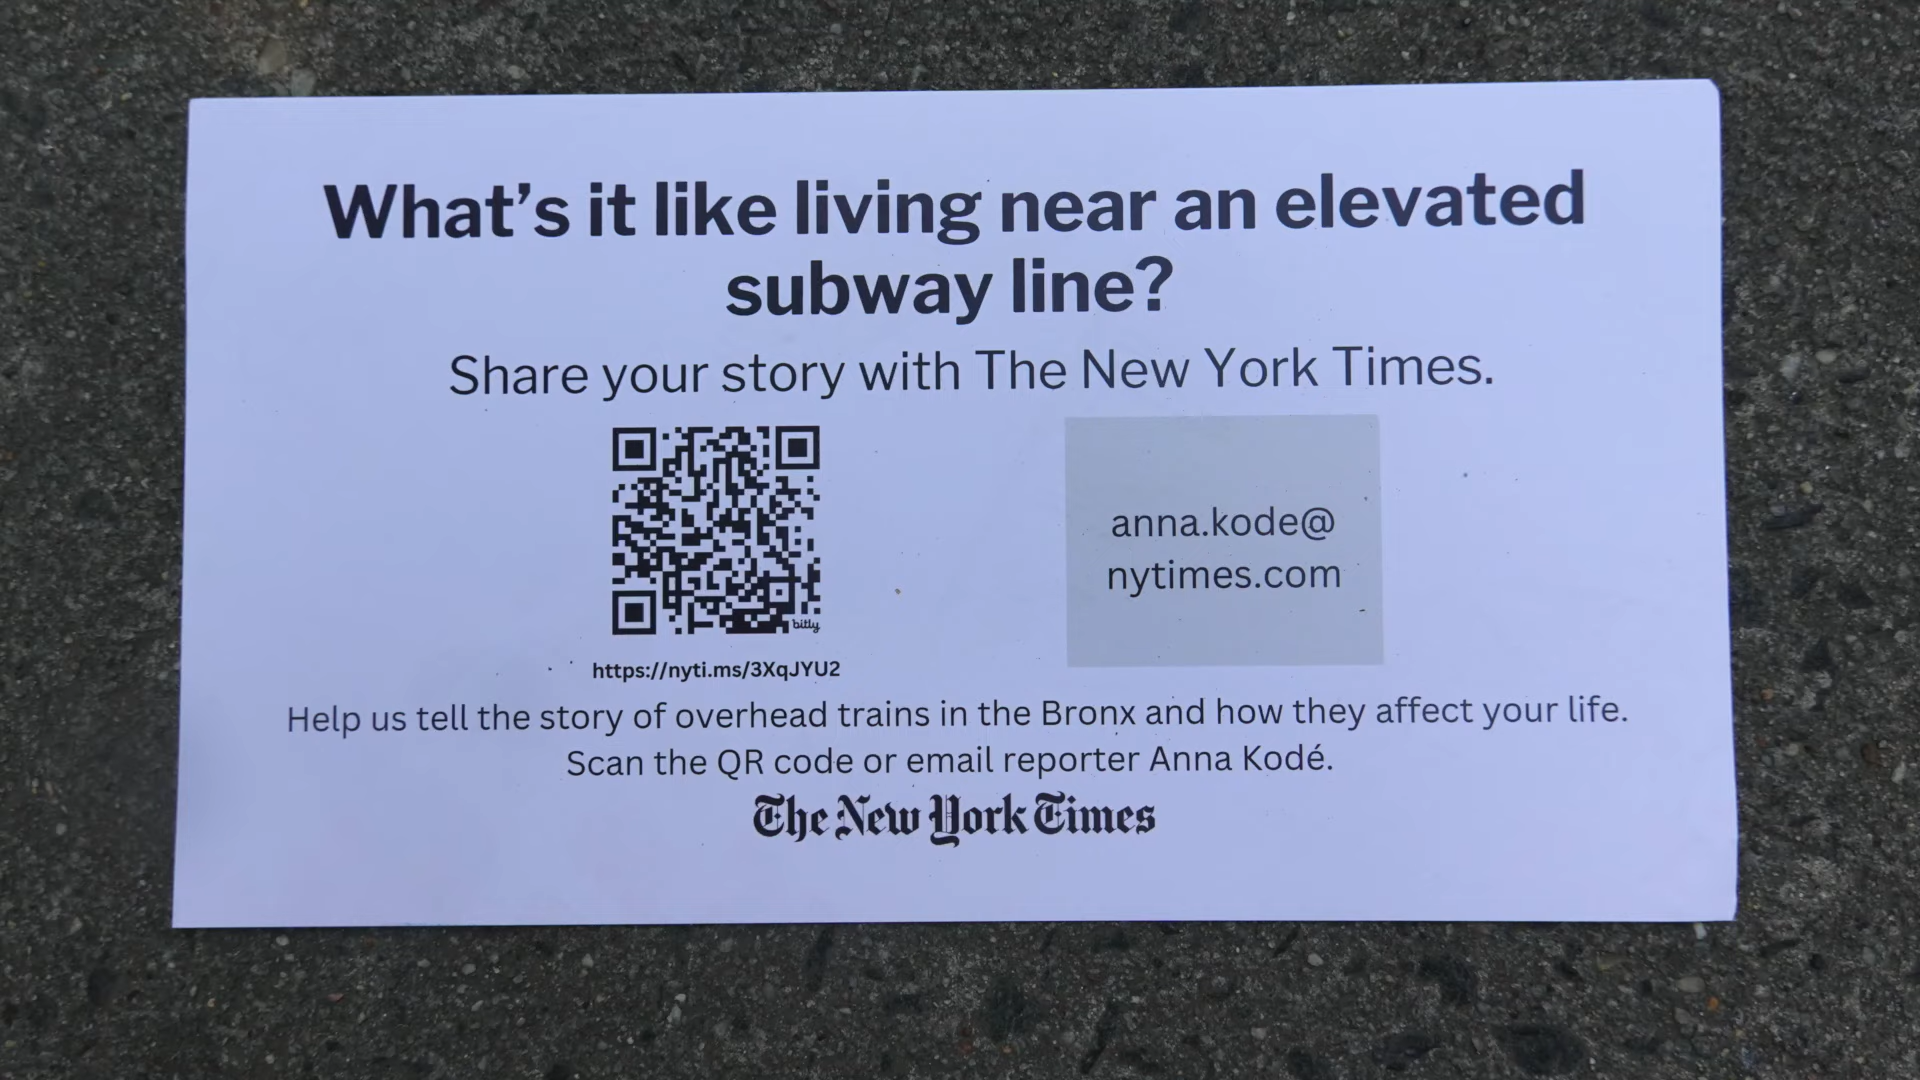 What's it like living near an elevated
subway line?
Share your story with The New York Times.
anna.kode@
nytimes.com
bitly
https://nyti.ms/3XqJYU2
Help us tell the story of overhead trains in the Bronx and how they affect your life.
Scan the QR code or email reporter Anna Kodé.
The New York Times